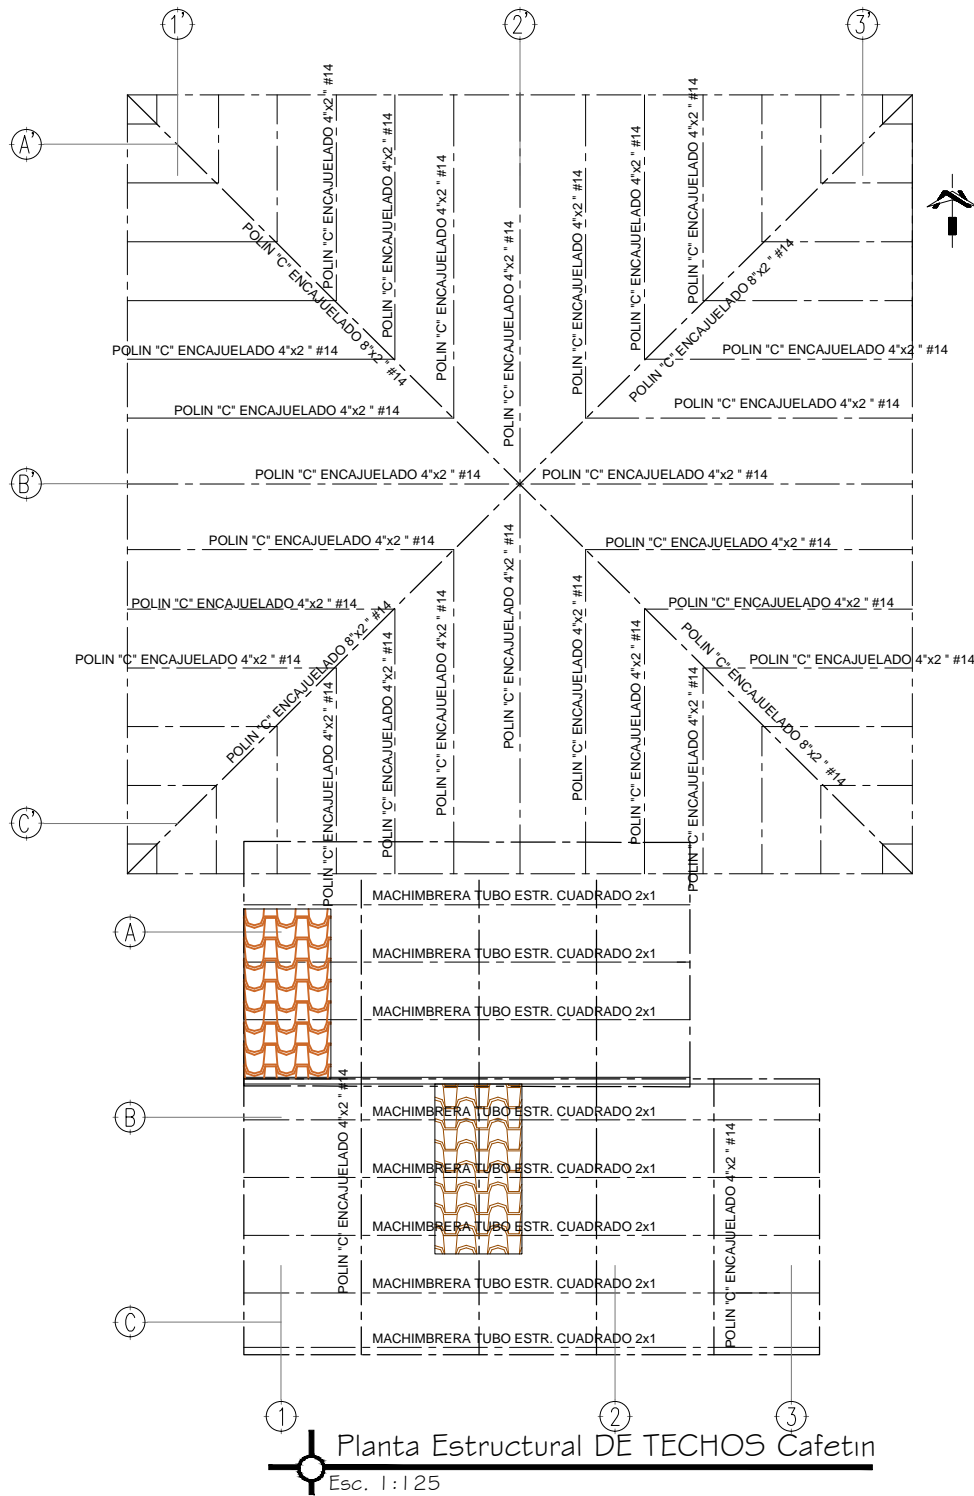 1'
2'
3'
A'
POLIN "C" ENCAJUELADO 4"x2 " #14
POLIN "C" ENCAJUELADO 4"x2 " #14
POLIN "C" ENCAJUELADO 4"x2 " #14
POLIN "C" ENCAJUELADO 4"x2 " #14
POLIN "C" ENCAJUELADO 4"x2 " #14
POLIN "C" ENCAJUELADO 4"x2 " #14
POLIN "C" ENCAJUELADO 4"x2 " #14
POLIN "C" ENCAJUELADO 8"x2 " #14
POLIN "C" ENCAJUELADO 8"x2 " #14
POLIN "C" ENCAJUELADO 4"x2 " #14
POLIN "C" ENCAJUELADO 4"x2 " #14
POLIN "C" ENCAJUELADO 4"x2 " #14
POLIN "C" ENCAJUELADO 4"x2 " #14
B'
POLIN "C" ENCAJUELADO 4"x2 " #14
POLIN "C" ENCAJUELADO 4"x2 " #14
POLIN "C" ENCAJUELADO 4"x2 " #14
POLIN "C" ENCAJUELADO 4"x2 " #14
POLIN "C" ENCAJUELADO 4"x2 " #14
POLIN "C" ENCAJUELADO 4"x2 " #14
POLIN "C" ENCAJUELADO 4"x2 " #14
POLIN "C" ENCAJUELADO 4"x2 " #14
POLIN "C" ENCAJUELADO 8"x2 " #14
POLIN "C" ENCAJUELADO 8"x2 " #14
POLIN "C" ENCAJUELADO 4"x2 " #14
POLIN "C" ENCAJUELADO 4"x2 " #14
POLIN "C" ENCAJUELADO 4"x2 " #14
POLIN "C" ENCAJUELADO 4"x2 " #14
POLIN "C" ENCAJUELADO 4"x2 " #14
POLIN "C" ENCAJUELADO 4"x2 " #14
POLIN "C" ENCAJUELADO 4"x2 " #14
C'
MACHIMBRERA TUBO ESTR. CUADRADO 2x1
A
MACHIMBRERA TUBO ESTR. CUADRADO 2x1
MACHIMBRERA TUBO ESTR. CUADRADO 2x1
B
MACHIMBRERA TUBO ESTR. CUADRADO 2x1
POLIN "C" ENCAJUELADO 4"x2 " #14
POLIN "C" ENCAJUELADO 4"x2 " #14
MACHIMBRERA TUBO ESTR. CUADRADO 2x1
MACHIMBRERA TUBO ESTR. CUADRADO 2x1
MACHIMBRERA TUBO ESTR. CUADRADO 2x1
C
MACHIMBRERA TUBO ESTR. CUADRADO 2x1
1
2
3
Planta Estructural DE TECHOS Cafetin
Esc. 1:125